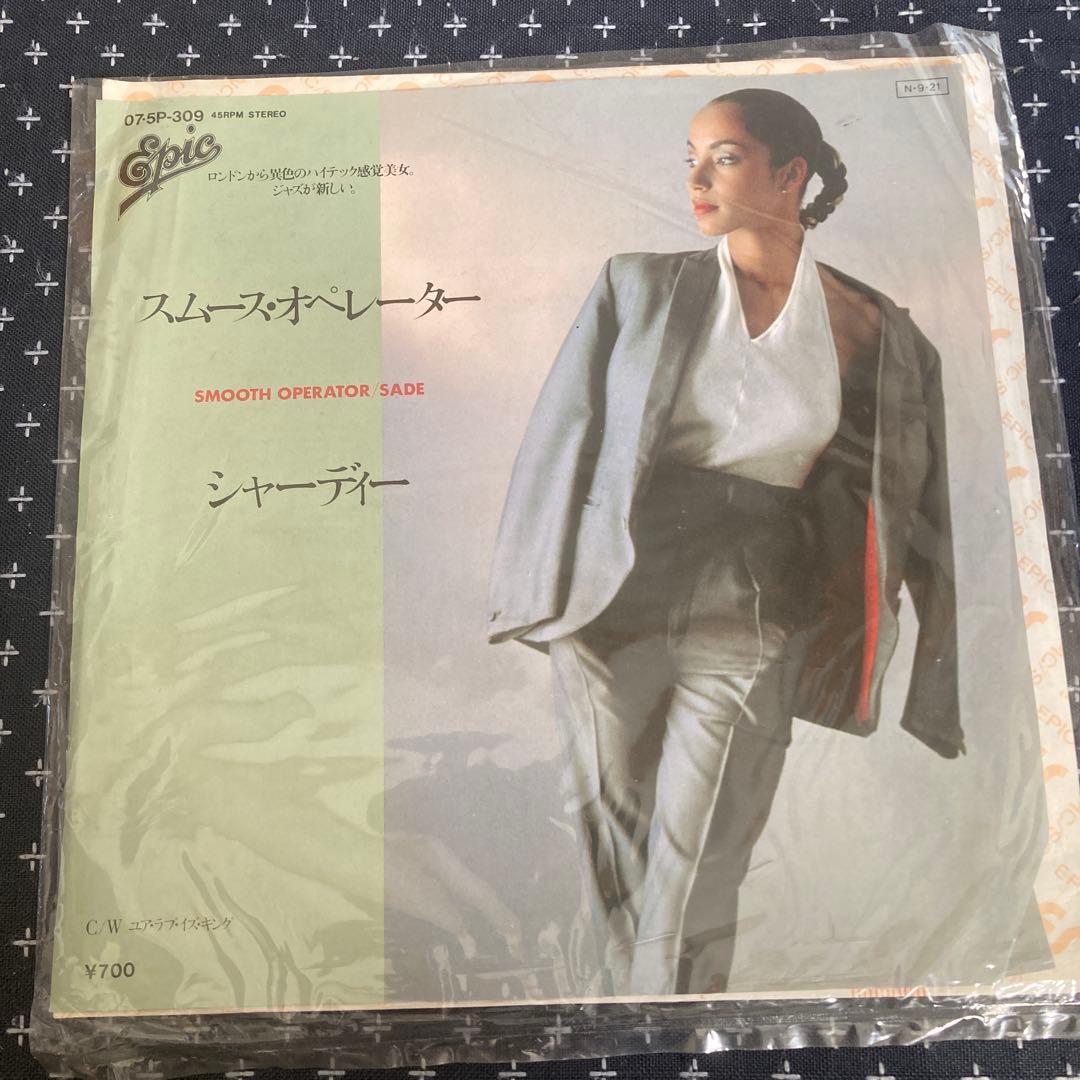 07・5P-309 45RPM STEREO
N・9・21
Epic
ロンドンから異色のハイテック感覚美女。
ジャズが新しい。
スムース・オペレーター
SMOOTH OPERATOR/SADE
シャーディー
C/W ユア・ラブ・イズ・キング
¥700
EPIC/S
EPIC/S
EPIC